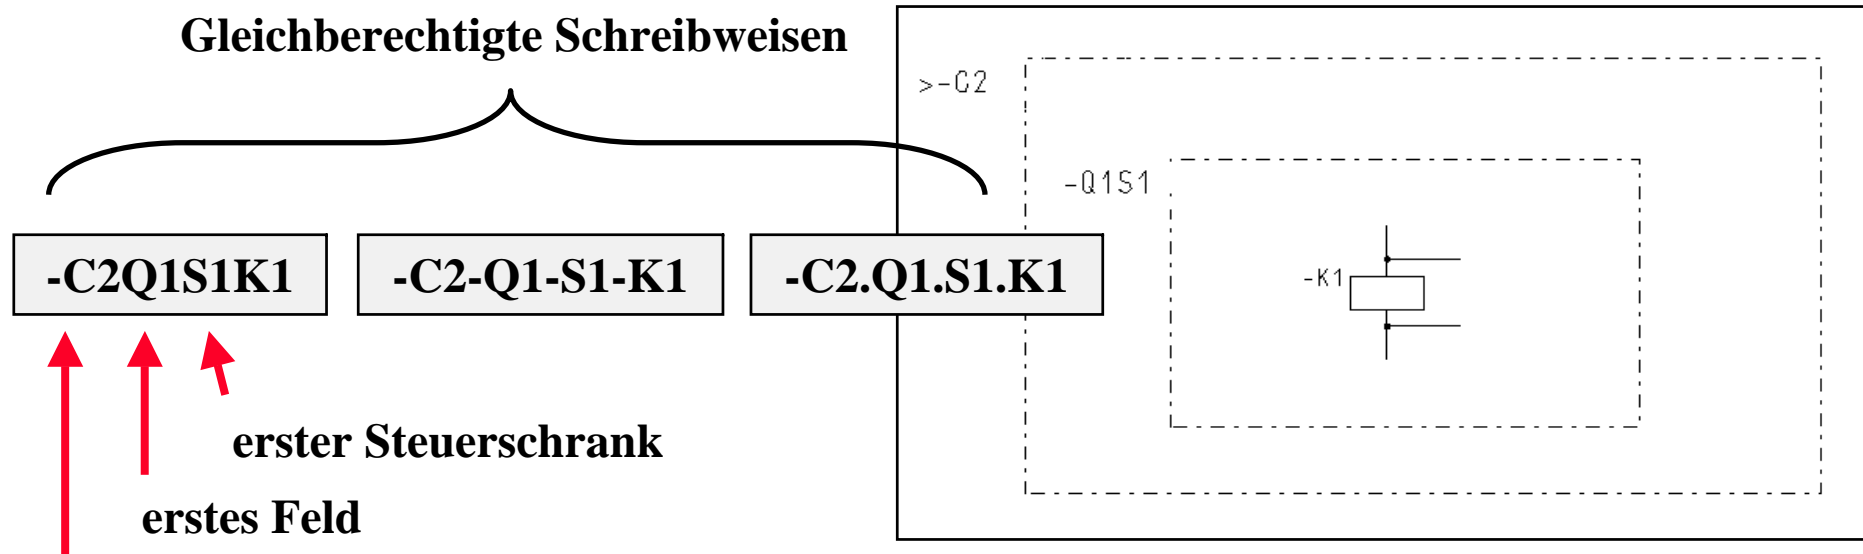 Gleichberechtigte Schreibweisen
>-C2
-Q1S1
-C2Q1S1K1
-C2-Q1-S1-K1
-C2.Q1.S1.K1
-K1
erster Steuerschrank
erstes Feld